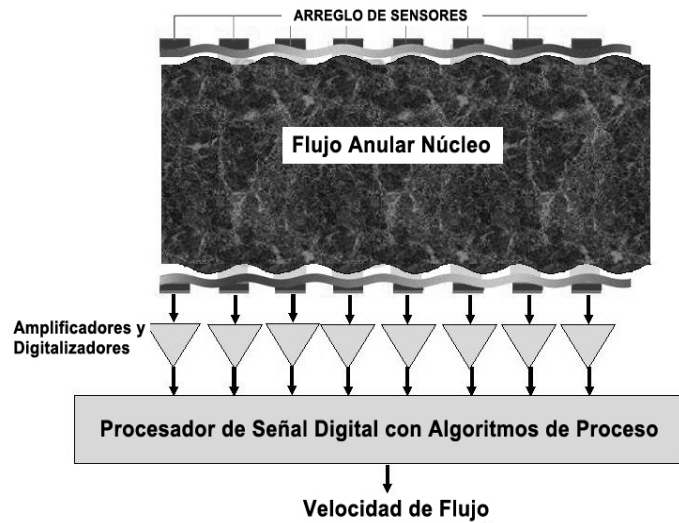 ARREGLO DE SENSORES
Flujo Anular Núcleo
Amplificadores y
Digitalizadores
Procesador de Señal Digital con Algoritmos de Proceso
Velocidad de Flujo